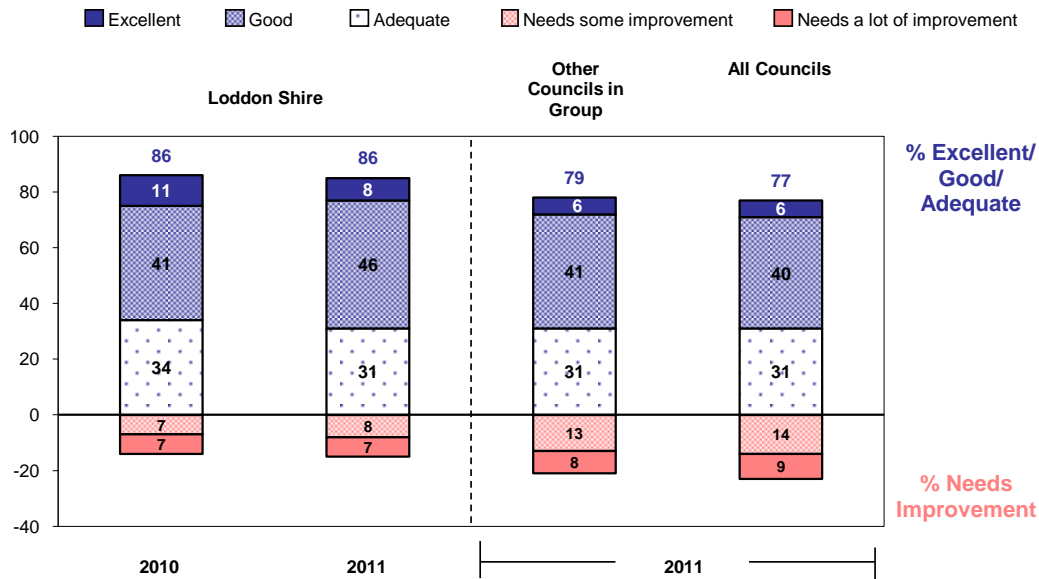 Excellent Good Adequate Needs some improvement Needs a lot of improvement
Loddon Shire
Other
Councils in
Group
All Councils
100
80
60
40
20
0
-20
-40
86
11
41
34
7
7
86
8
46
31
8
7
79
6
41
31
13
8
77
6
40
31
14
9
% Excellent/
Good/
Adequate
% Needs
Improvement
2010 2011 2011